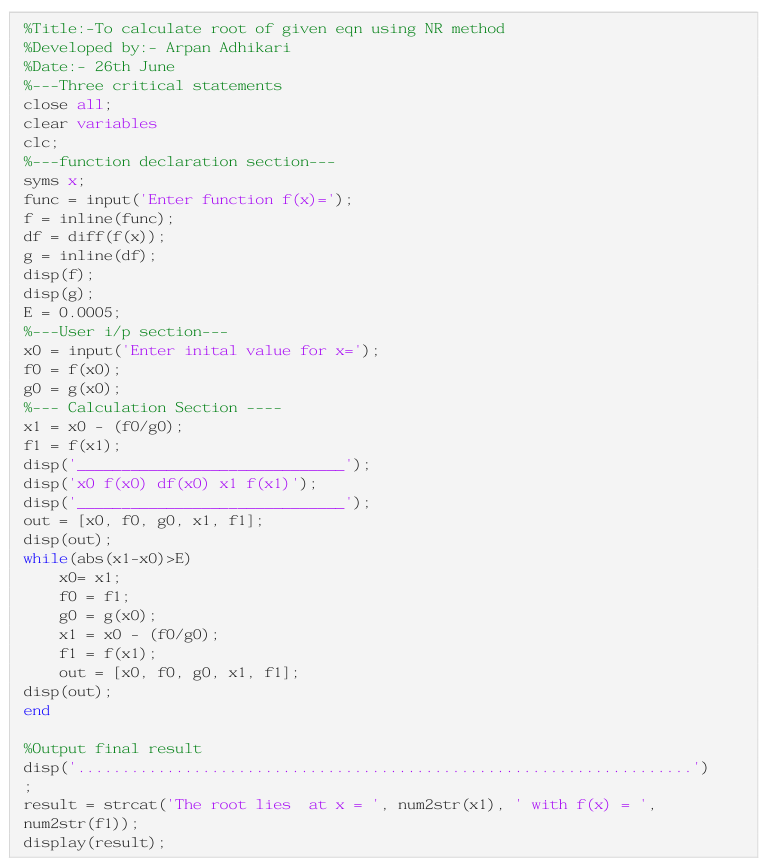 %Title:-To calculate root of given eqn using NR method
%Developed by:- Arpan Adhikari
%Date:- 26th June
%---Three critical statements
close all;
clear variables
clc;
%---function declaration section---
syms x;
func = input('Enter function f(x)=');
f = inline(func);
df = diff(f(x));
g = inline(df);
disp(f);
disp(g);
E = 0.0005;
%---User i/p section---
x0 = input('Enter inital value for x=');
f0 = f(x0);
g0 = g(x0);
%--- Calculation Section ----
x1 = x0 - (f0/g0);
f1 = f(x1);
disp('______________________________');
disp('x0 f(x0) df(x0) x1 f(x1)');
disp('______________________________');
out = [x0, f0, g0, x1, f1];
disp(out);
while(abs(x1-x0)>E)
    x0= x1;
    f0 = f1;
    g0 = g(x0);
    x1 = x0 - (f0/g0);
    f1 = f(x1);
    out = [x0, f0, g0, x1, f1];
disp(out);
end
%Output final result
disp('.....................................................................')
;
result = strcat('The root lies  at x = ', num2str(x1), ' with f(x) = ',
num2str(f1));
display(result);